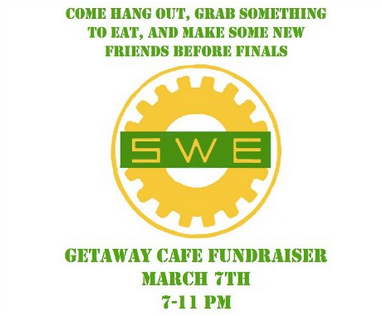 COME HANG OUT, GRAB SOMETHING
TO EAT, AND MAKE SOME NEW
FRIENDS BEFORE FINALS
SWE
GETAWAY CAFE FUNDRAISER
MARCH 7TH
7-11 PM